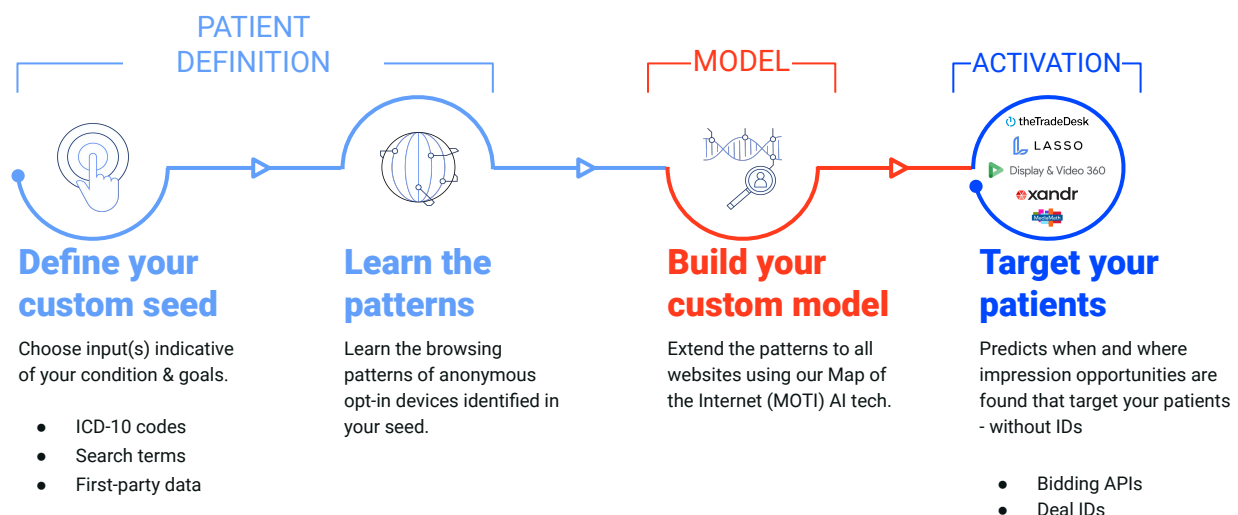 PATIENT
DEFINITION
MODEL
ACTIVATION
theTradeDesk
LASSO
Display & Video 360
xandr
MediaMath
Define your
custom seed
Choose input(s) indicative
of your condition & goals.
● ICD-10 codes
● Search terms
● First-party data
Learn the
patterns
Learn the browsing
patterns of anonymous
opt-in devices identified in
your seed.
Build your
custom model
Extend the patterns to all
websites using our Map of
the Internet (MOTI) AI tech.
Target your
patients
Predicts when and where
impression opportunities are
found that target your patients
- without IDs
● Bidding APIs
● Deal IDs